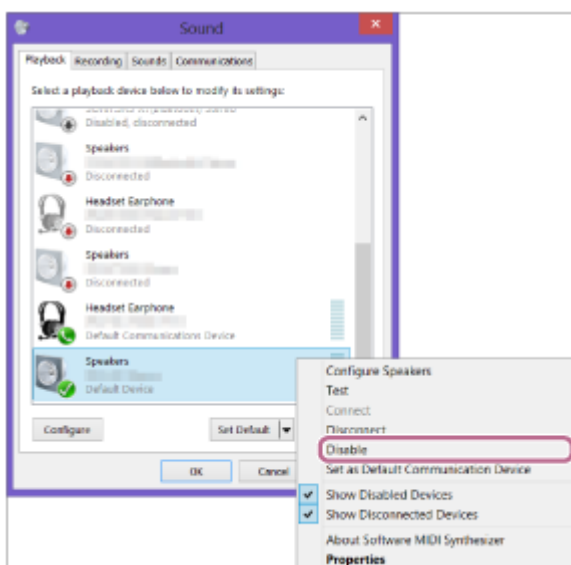 Sound
Playback Recording Sounds Communications
Select a playback device below to modify its settings:
Disabled, disconnected
Speakers
Disconnected
Headset Earphone
Disconnected
Speakers
Disconnected
Headset Earphone
Default Communications Device
Speakers
Default Device
Configure Set Default
OK Cancel
Configure Speakers
Test
Connect
Disconnect
Disable
Set as Default Communication Device
Show Disabled Devices
Show Disconnected Devices
About Software MIDI Synthesizer
Properties